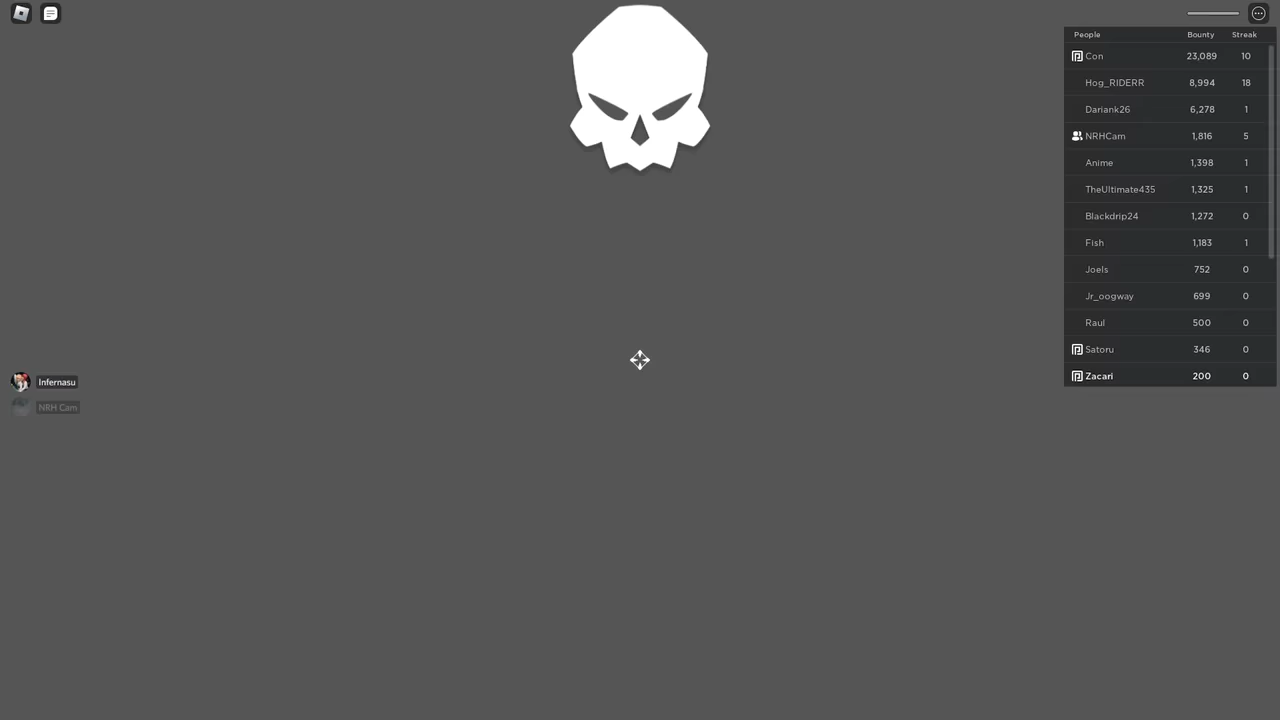 People Bounty Streak
Con 23,089 10
Hog_RIDERR 8,994 18
Dariank26 6,278 1
NRHCam 1,816 5
Anime 1,398 1
TheUltimate435 1,325 1
Blackdrip24 1,272 0
Fish 1,183 1
Joels 752 0
Jr_oogway 699 0
Raul 500 0
Satoru 346 0
Zacari 200 0
Infernasu
NRH Cam